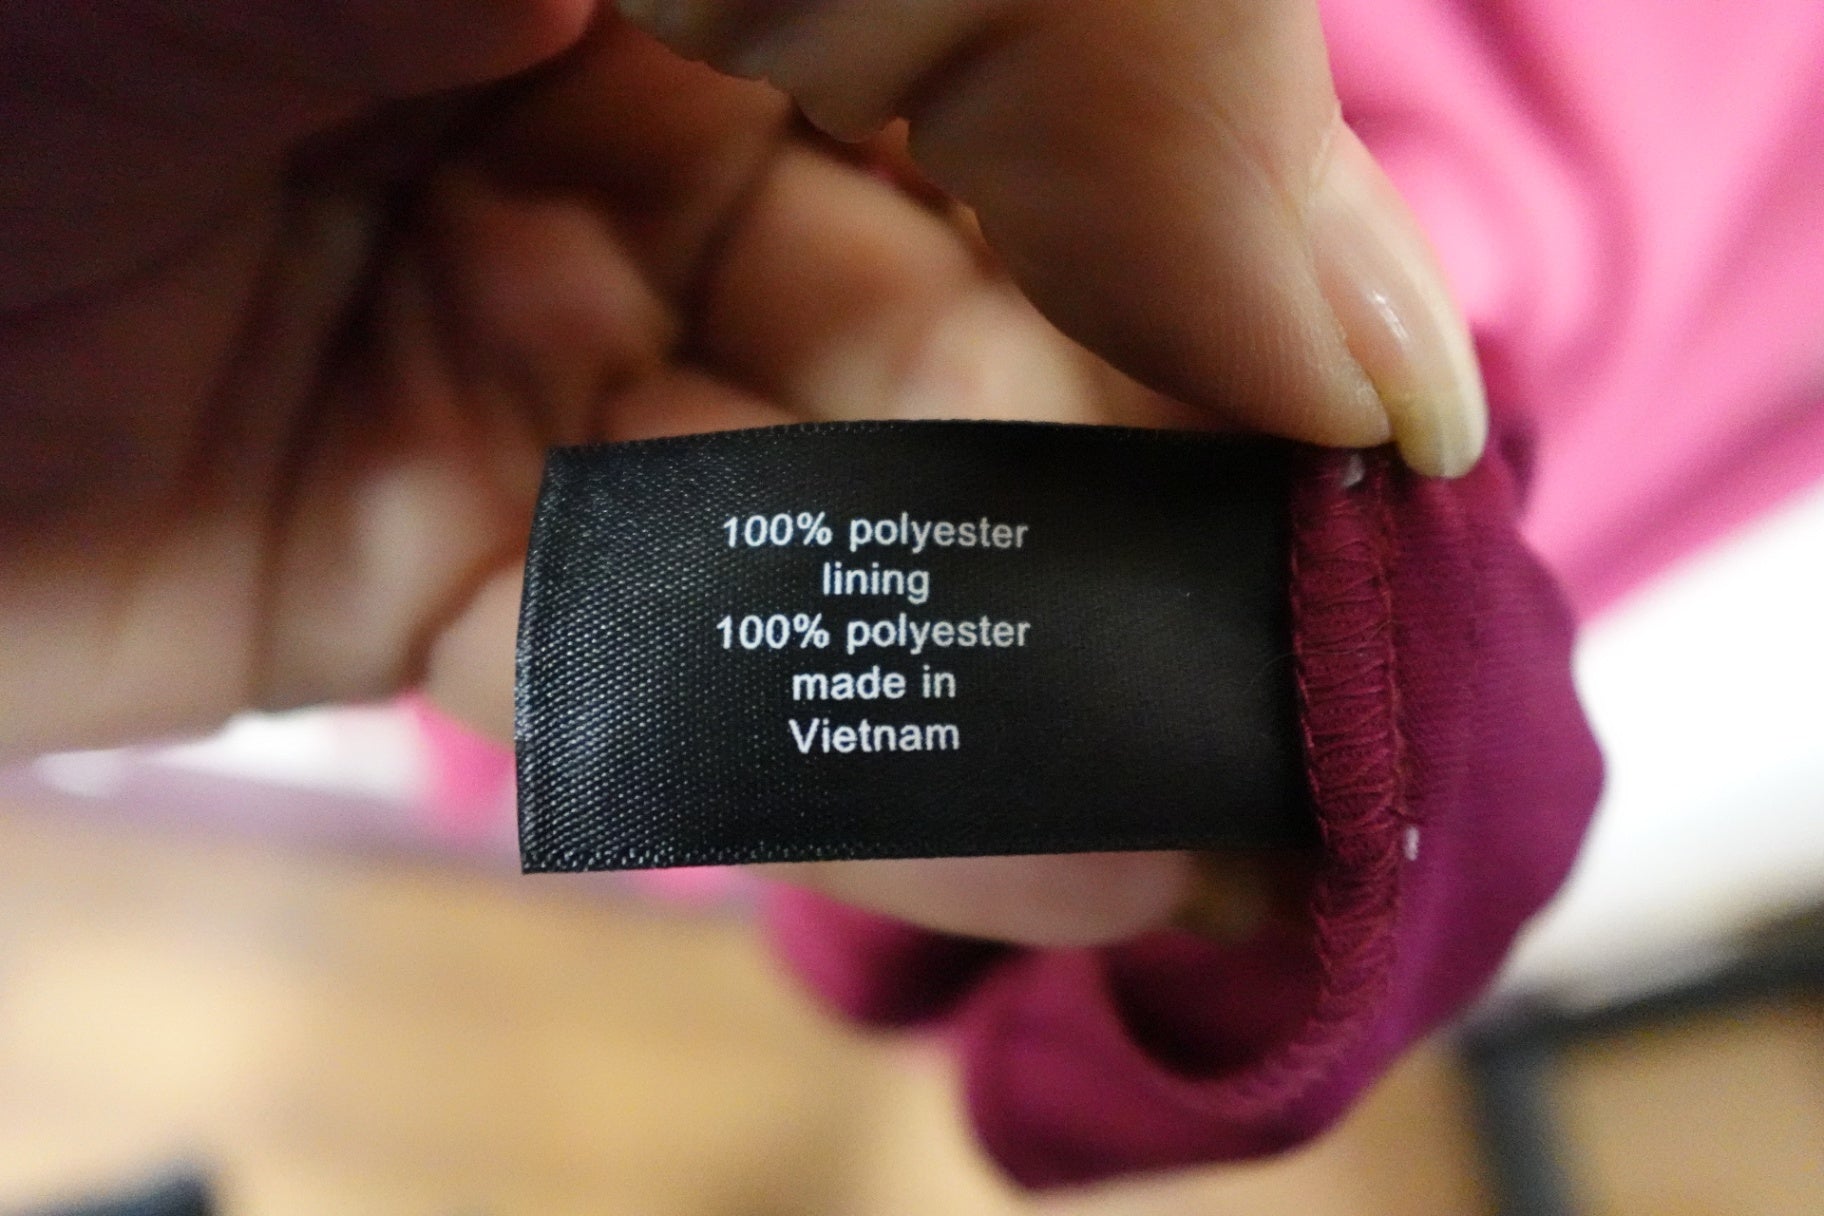 100% polyester
lining
100% polyester
made in
Vietnam